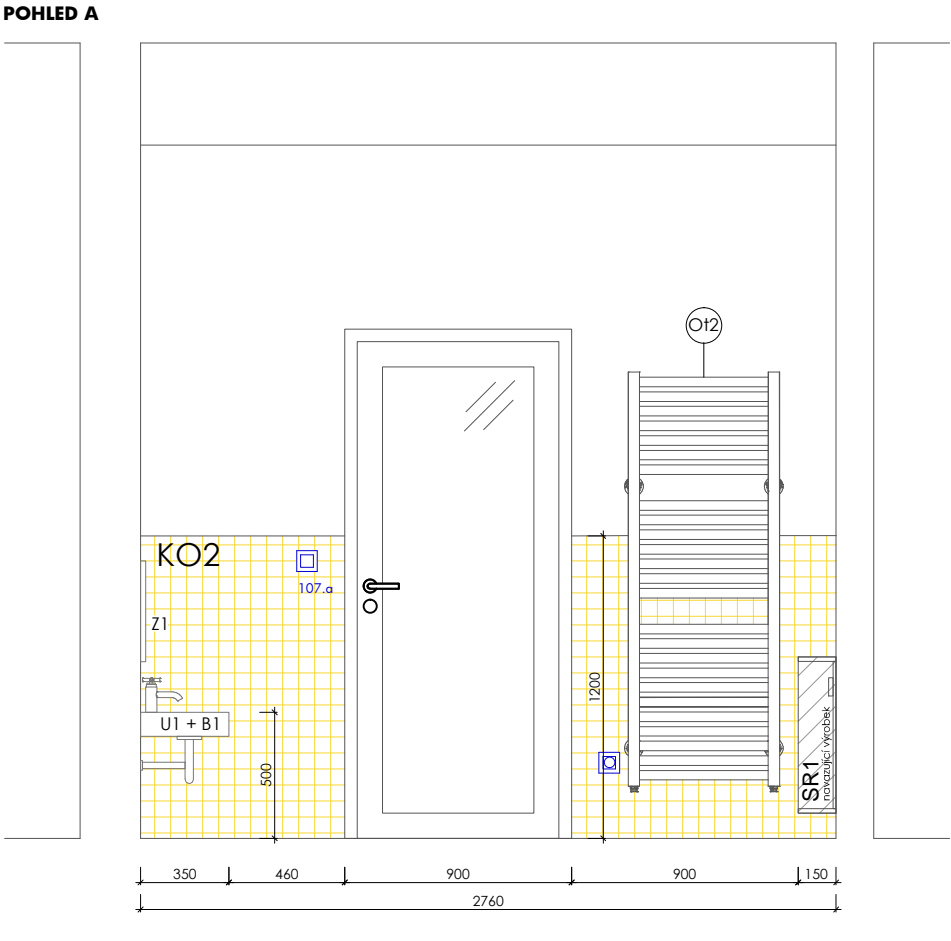 POHLED A
Ot2
KO2
107.a
Z1
1200
U1 + B1
500
SR1
navazující výrobek
350
460
900
900
150
2760